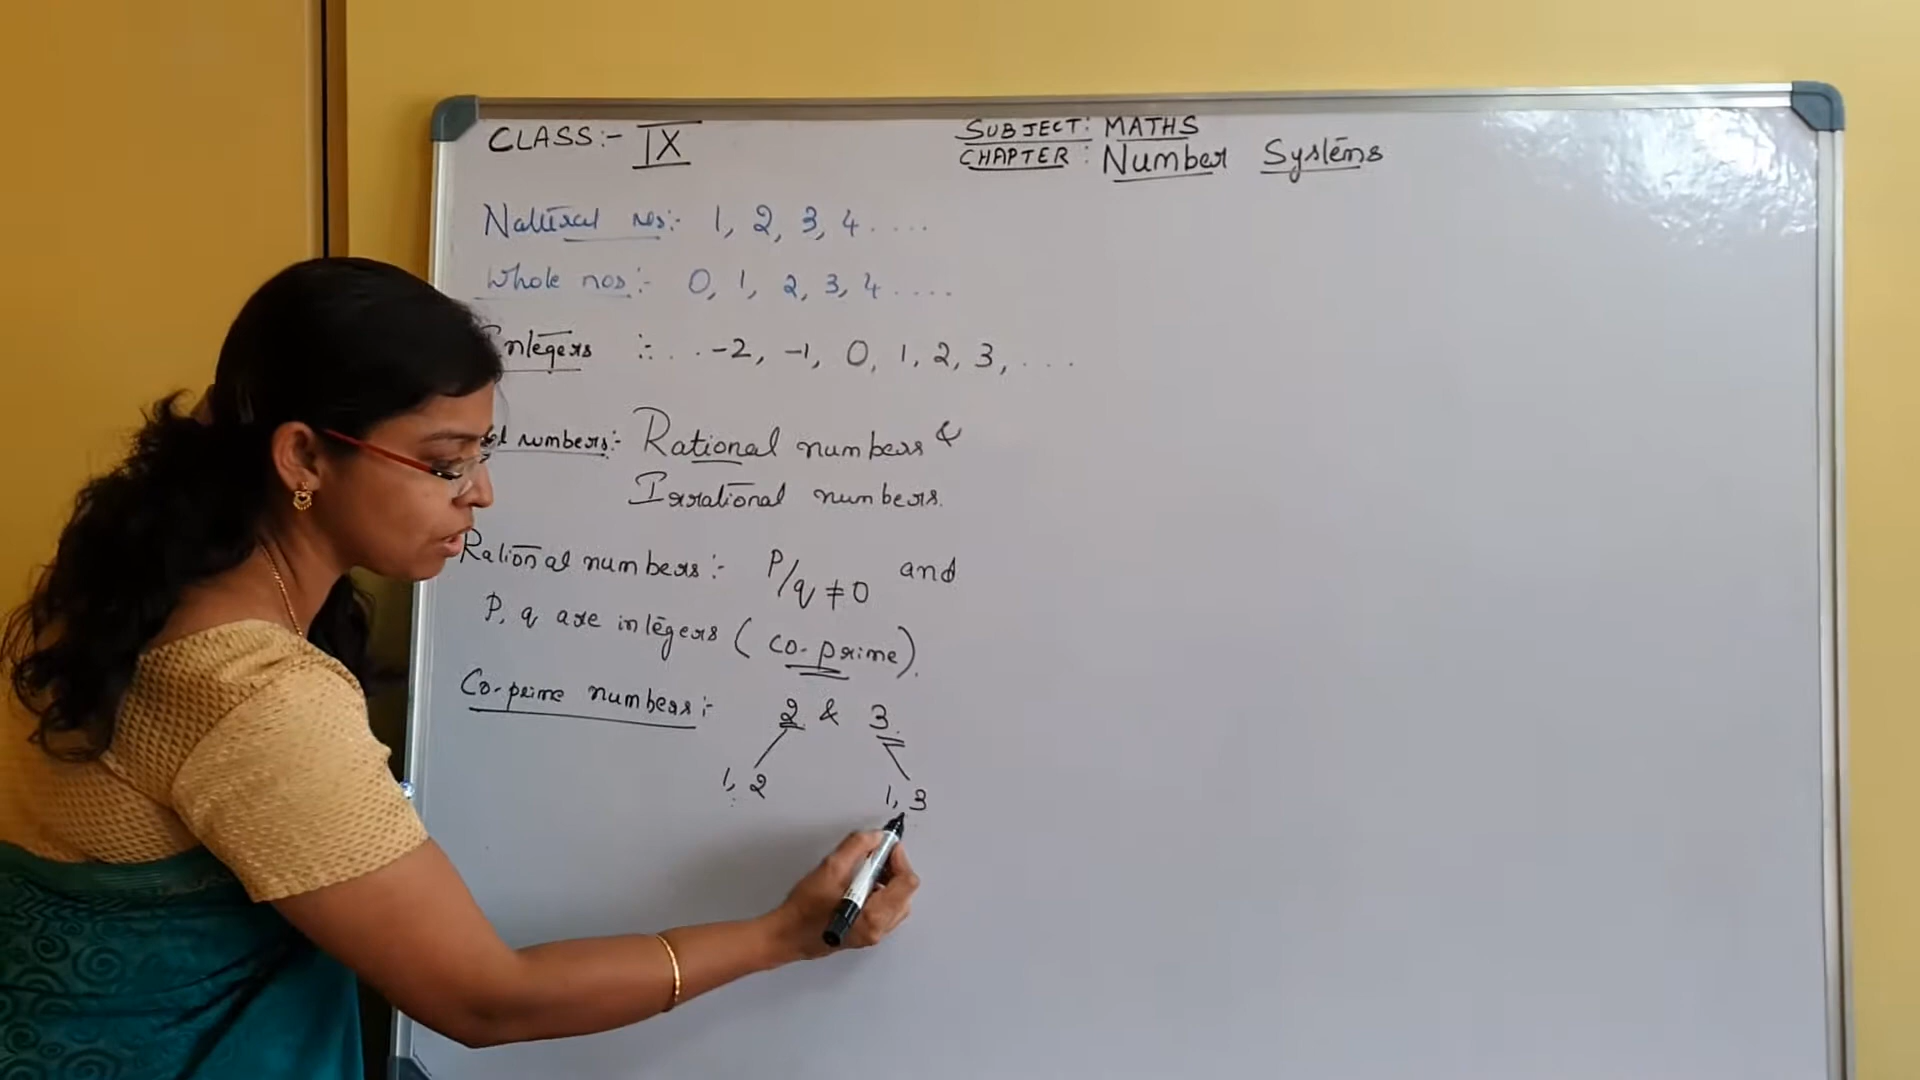 CLASS:- IX
SUBJECT: MATHS
CHAPTER: Number Systems
Natural nos:- 1, 2, 3, 4 ....
Whole nos:- 0, 1, 2, 3, 4 ....
Integers :- .. -2, -1, 0, 1, 2, 3, ...
numbers:- Rational numbers &
Irrational numbers.
Rational numbers:- P/q ≠ 0 and
P, q are integers (co-prime).
Co-prime numbers:- 2 & 3.
1, 2 1, 3